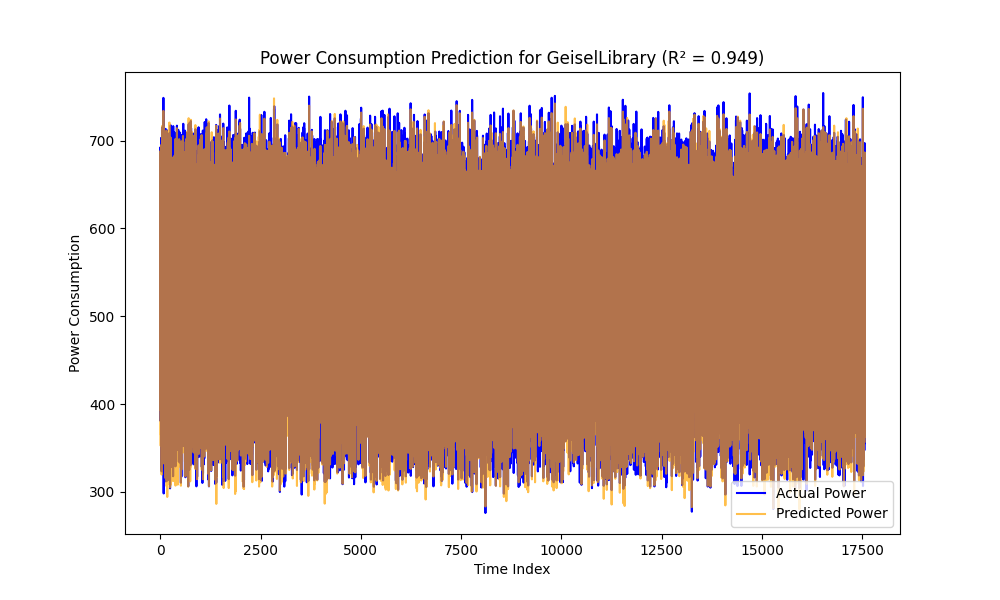 Power Consumption Prediction for GeiselLibrary (R² = 0.949)
Power Consumption
700
600
500
400
300
Actual Power
Predicted Power
0 2500 5000 7500 10000 12500 15000 17500
Time Index